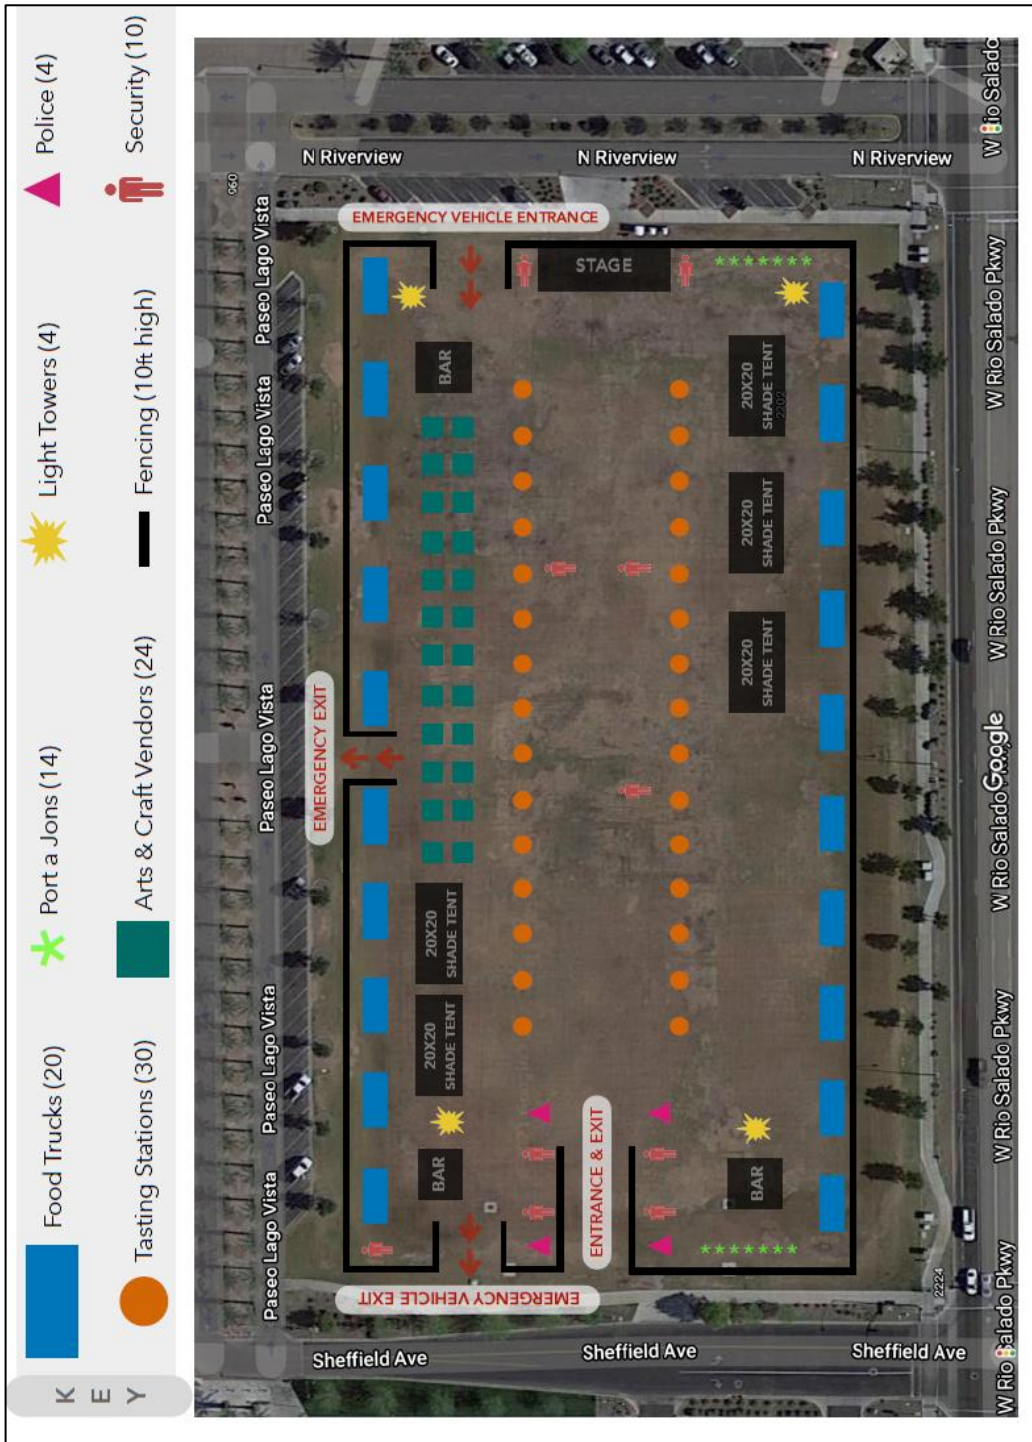 K
E
Y
Food Trucks (20)
Port a Jons (14)
Light Towers (4)
Police (4)
Tasting Stations (30)
Arts & Craft Vendors (24)
Fencing (10ft high)
Security (10)
N Riverview
N Riverview
N Riverview
W Rio Salado
960
Paseo Lago Vista
Paseo Lago Vista
Paseo Lago Vista
Paseo Lago Vista
Paseo Lago Vista
EMERGENCY VEHICLE ENTRANCE
STAGE
BAR
20X20
SHADE TENT
2202
20X20
SHADE TENT
20X20
SHADE TENT
EMERGENCY EXIT
20X20
SHADE TENT
20X20
SHADE TENT
BAR
BAR
ENTRANCE & EXIT
EMERGENCY VEHICLE EXIT
W Rio Salado Pkwy
W Rio Salado Pkwy
W Rio Salado Pkwy
Google
W Rio Salado Pkwy
W Rio Salado Pkwy
2224
Sheffield Ave
Sheffield Ave
Sheffield Ave